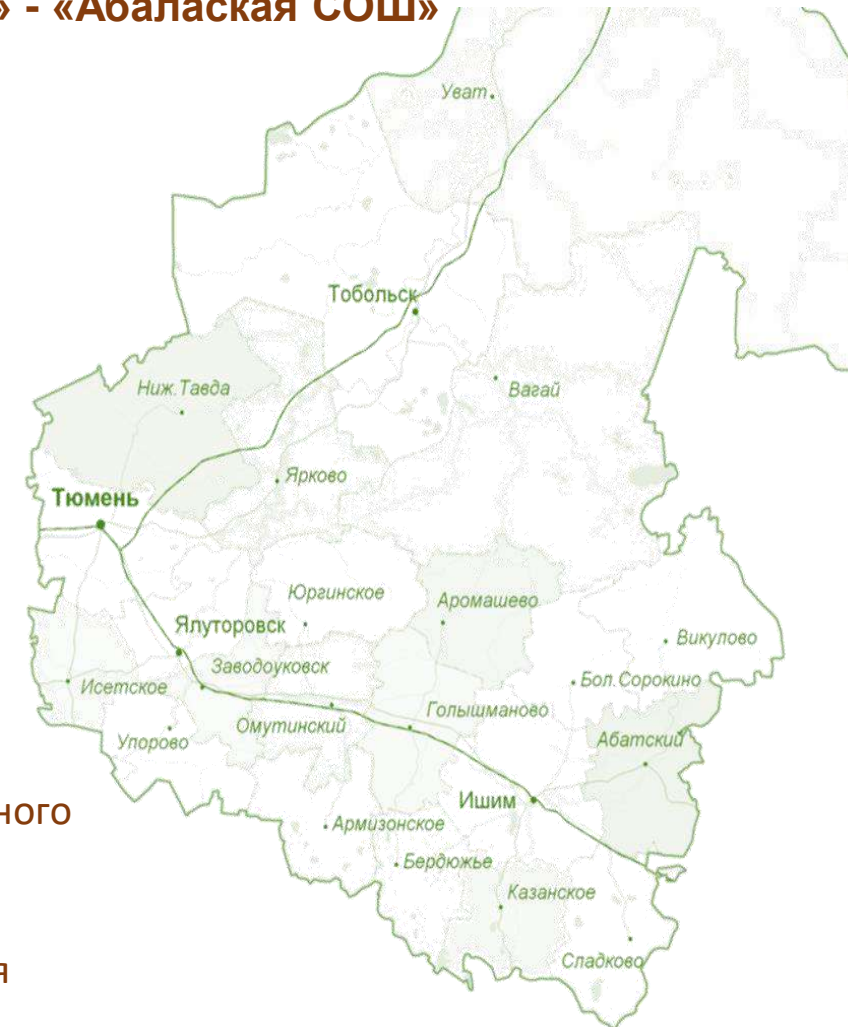 » - «Абалаская СОШ»
Уват
Тобольск
Ниж.Тавда
Вагай
Ярково
Тюмень
Юргинское
Аромашево
Ялуторовск
Викулово
Заводоуковск
Исетское
Бол.Сорокино
Омутинский
Голышманово
Упорово
Абатский
Ишим
ного
Армизонское
Бердюжье
Казанское
Сладково
я